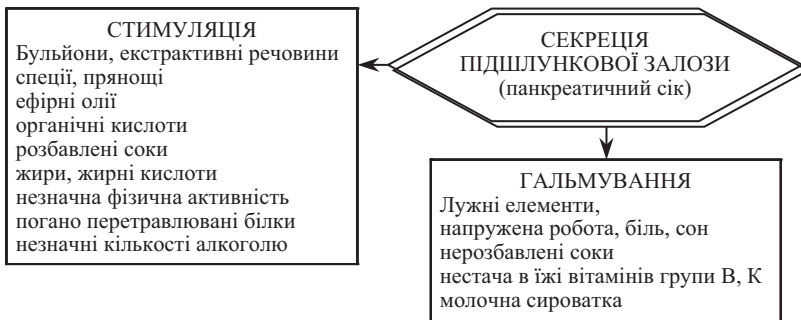 СТИМУЛЯЦІЯ
Бульйони, екстрактивні речовини
спеції, прянощі
ефірні олії
органічні кислоти
розбавлені соки
жири, жирні кислоти
незначна фізична активність
погано перетравлювані білки
незначні кількості алкоголю
СЕКРЕЦІЯ
ПІДШЛУНКОВОЇ ЗАЛОЗИ
(панкреатичний сік)
ГАЛЬМУВАННЯ
Лужні елементи,
напружена робота, біль, сон
нерозбавлені соки
нестача в їжі вітамінів групи В, К
молочна сироватка